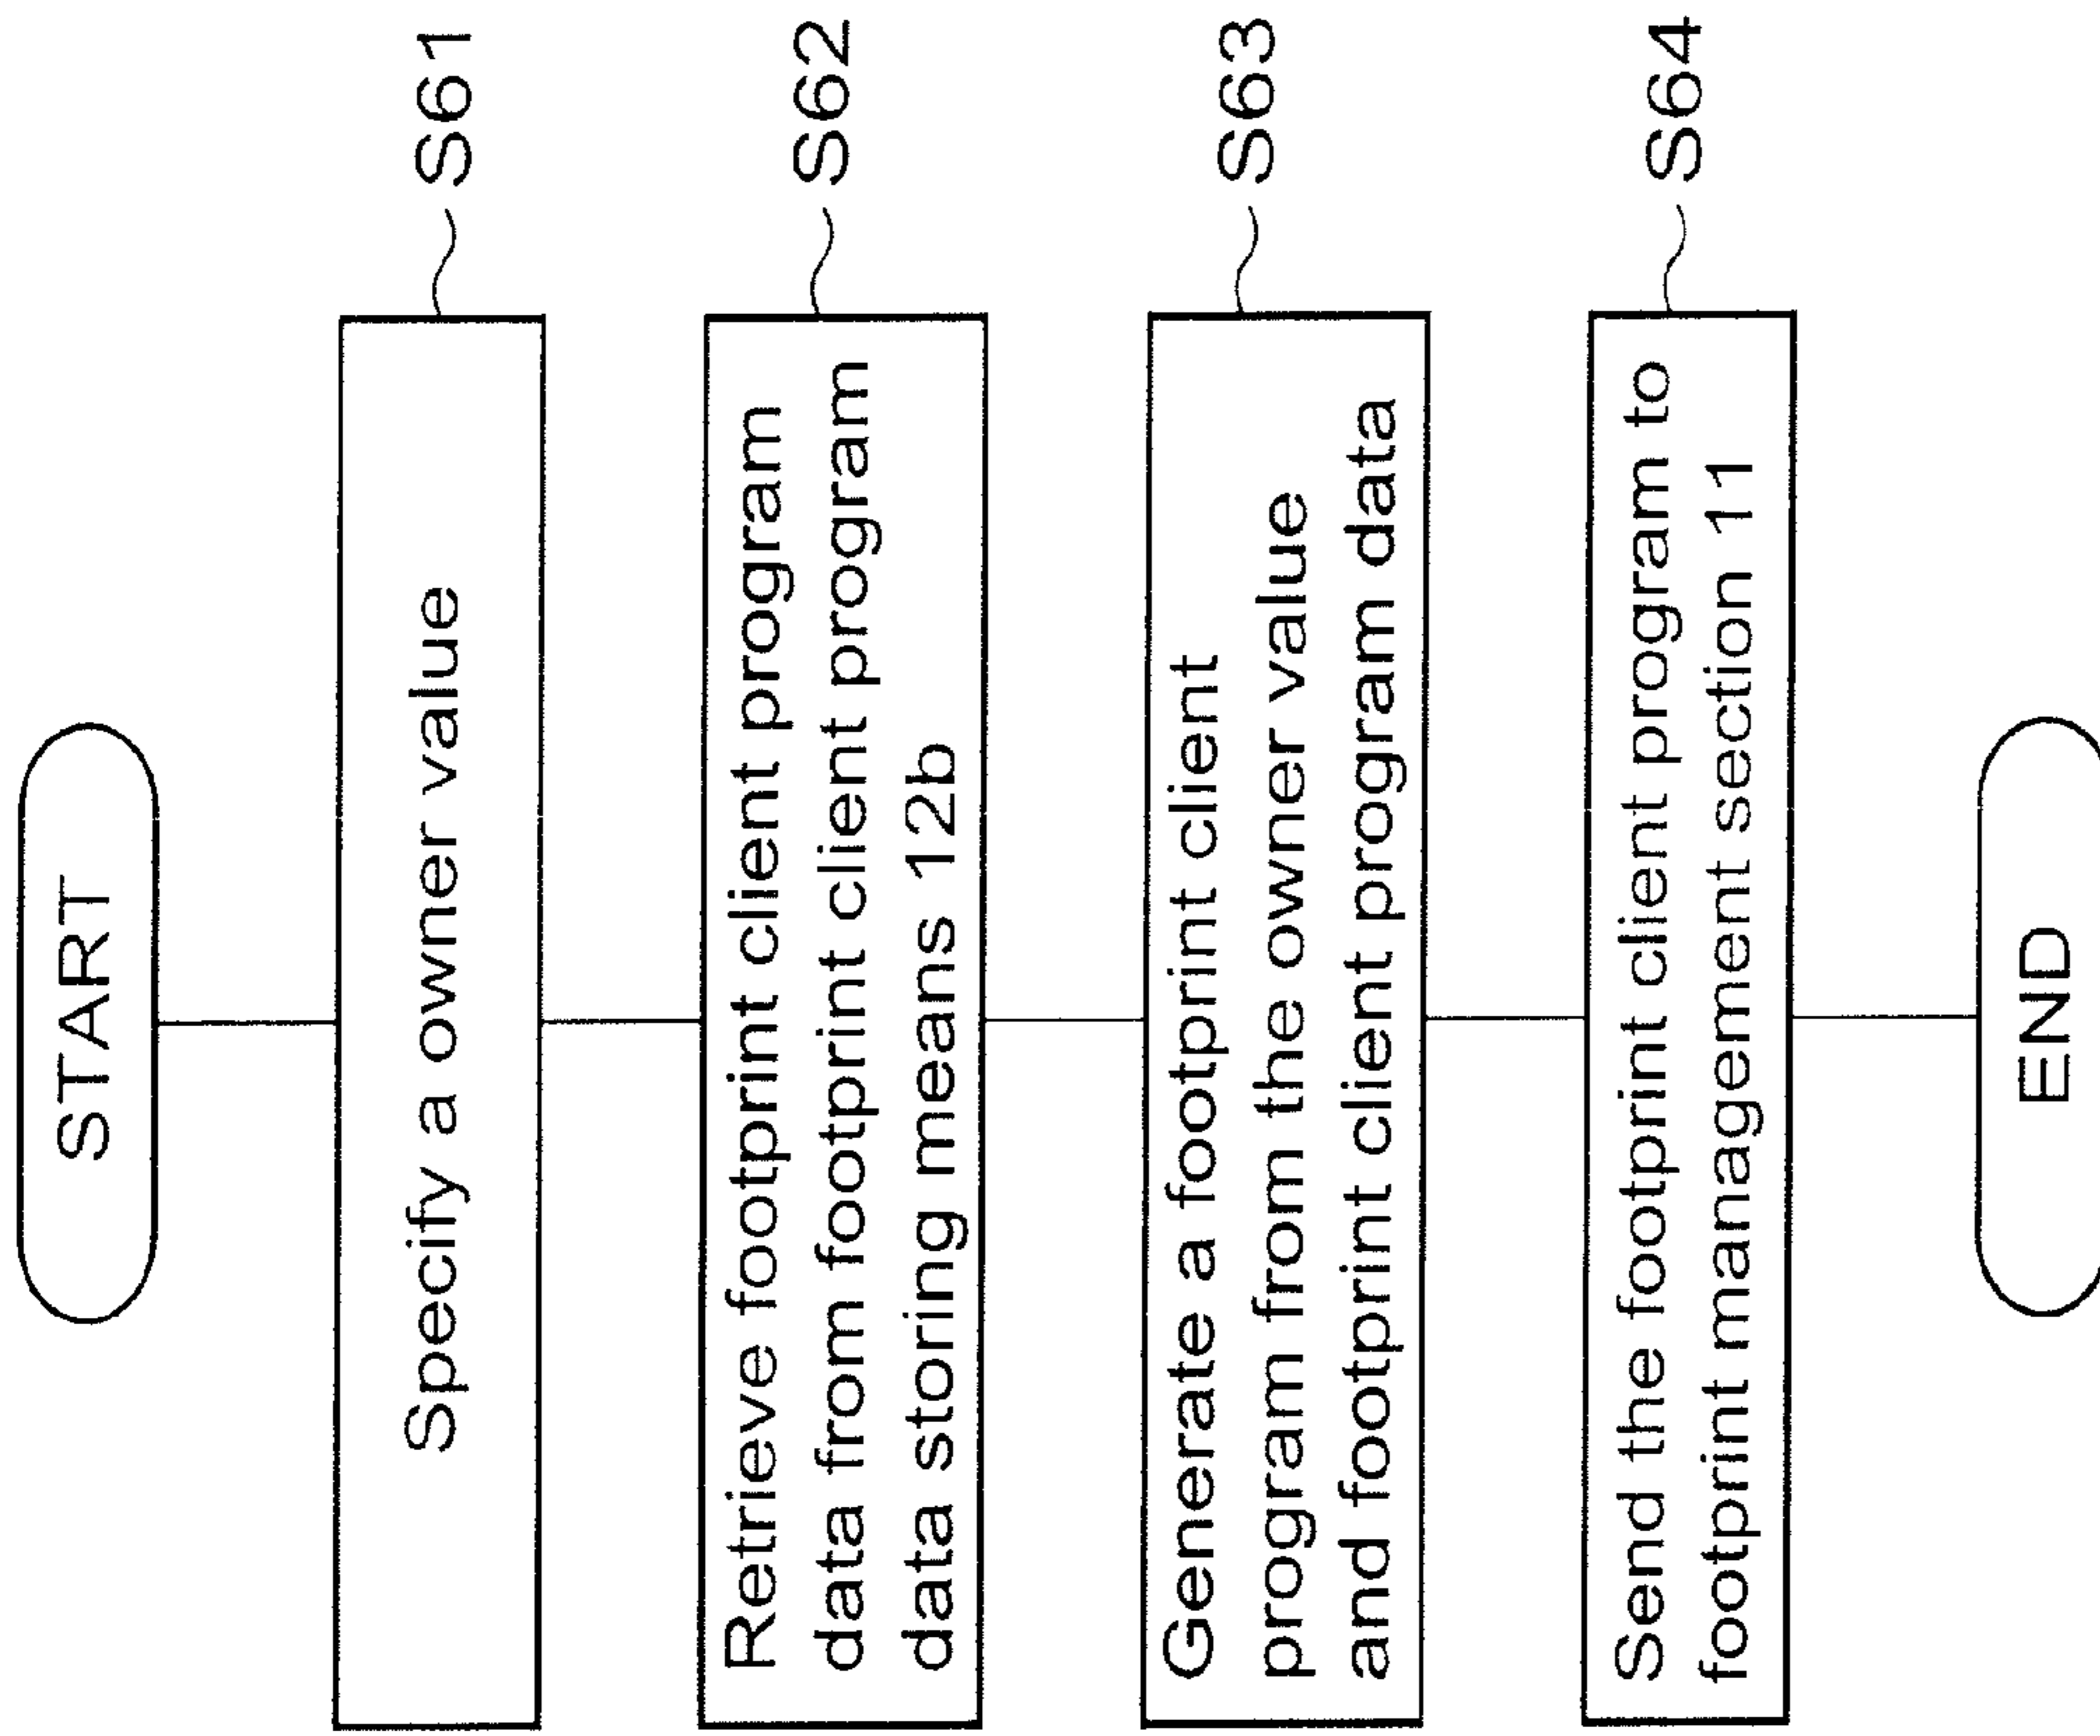 START
Specify a owner value
S61
Retrieve footprint client program
data from footprint client program
data storing means 12b
S62
Generate a footprint client
program from the owner value
and footprint client program data
S63
Send the footprint client program to
footprint management section 11
S64
END